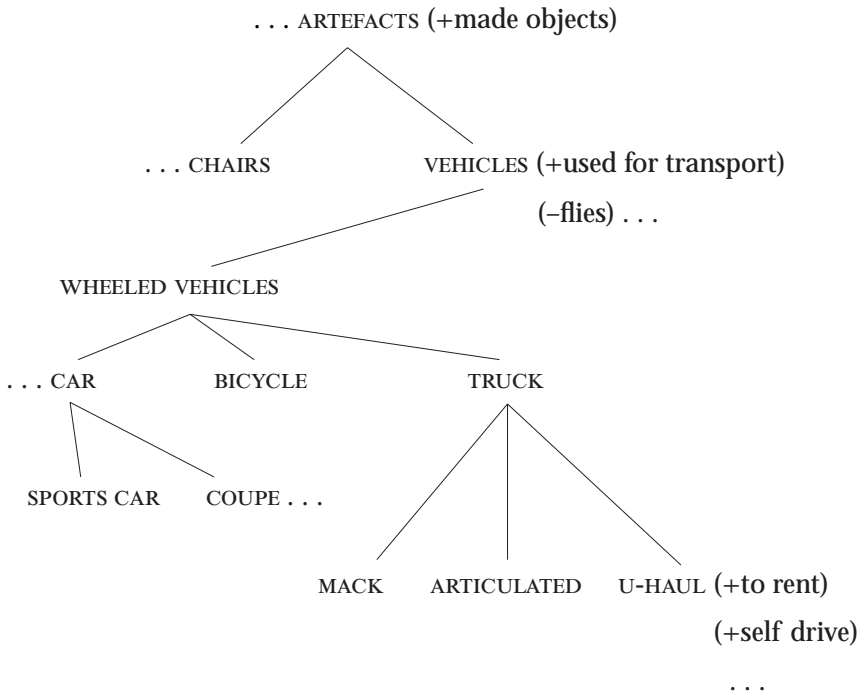 . . . ARTEFACTS (+made objects)
. . . CHAIRS VEHICLES (+used for transport)
(–flies) . . .
WHEELED VEHICLES
. . . CAR BICYCLE TRUCK
SPORTS CAR COUPE . . .
MACK ARTICULATED U-HAUL (+to rent)
(+self drive)
. . .